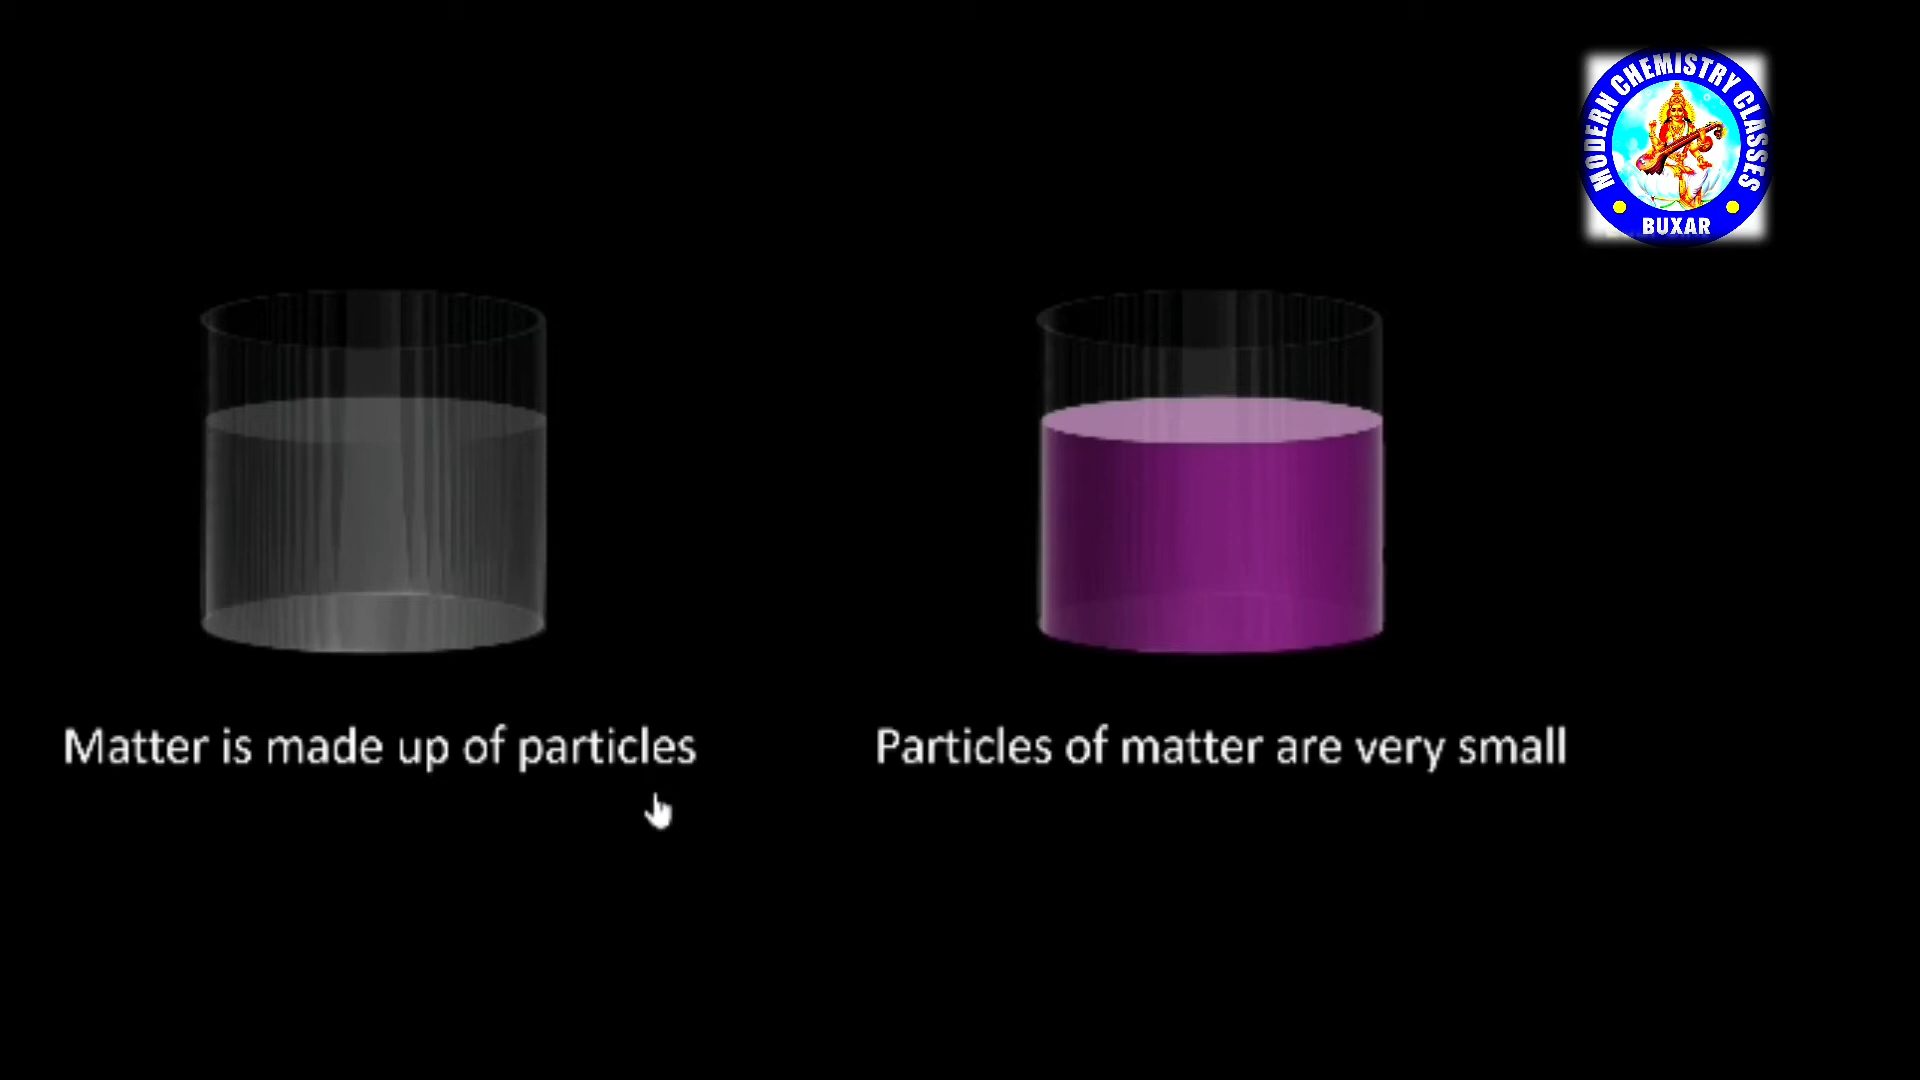 MODERN CHEMISTRY CLASSES
BUXAR
Matter is made up of particles
Particles of matter are very small